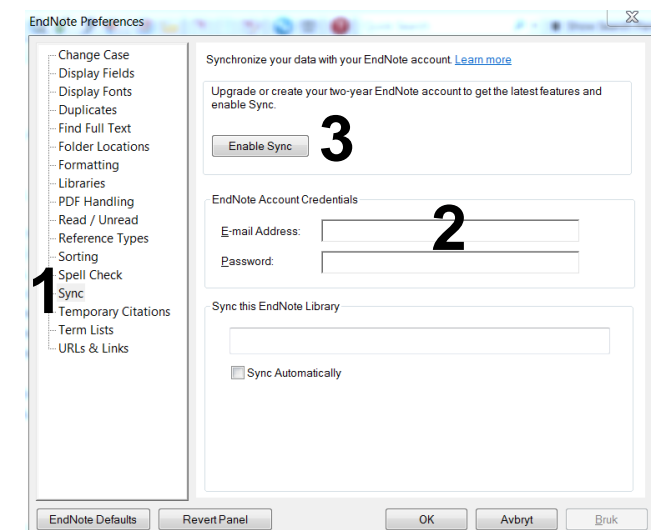 EndNote Preferences
Change Case
Display Fields
Display Fonts
Duplicates
Find Full Text
Folder Locations
Formatting
Libraries
PDF Handling
Read / Unread
Reference Types
Sorting
Spell Check
1
Sync
Temporary Citations
Term Lists
URLs & Links
Synchronize your data with your EndNote account. Learn more
Upgrade or create your two-year EndNote account to get the latest features and
enable Sync.
Enable Sync
3
EndNote Account Credentials
2
E-mail Address:
Password:
Sync this EndNote Library
Sync Automatically
EndNote Defaults
Revert Panel
OK
Avbryt
Bruk